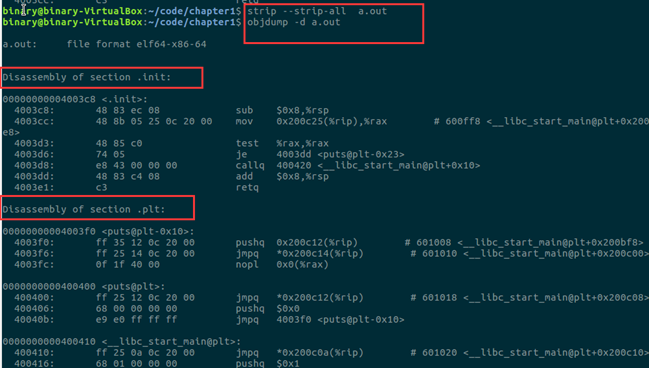 4003cc: c3 retq
binary@binary-VirtualBox:~/code/chapter1$ strip --strip-all  a.out
binary@binary-VirtualBox:~/code/chapter1$ objdump -d a.out
a.out:     file format elf64-x86-64
Disassembly of section .init:
00000000004003c8 <.init>:
4003c8: 48 83 ec 08 sub $0x8,%rsp
4003cc: 48 8b 05 25 0c 20 00 mov 0x200c25(%rip),%rax # 600ff8 <__libc_start_main@plt+0x200
e8>
4003d3: 48 85 c0 test %rax,%rax
4003d6: 74 05 je 4003dd <puts@plt-0x23>
4003d8: e8 43 00 00 00 callq 400420 <__libc_start_main@plt+0x10>
4003dd: 48 83 c4 08 add $0x8,%rsp
4003e1: c3 retq
Disassembly of section .plt:
00000000004003f0 <puts@plt-0x10>:
4003f0: ff 35 12 0c 20 00 pushq 0x200c12(%rip) # 601008 <__libc_start_main@plt+0x200bf8>
4003f6: ff 25 14 0c 20 00 jmpq *0x200c14(%rip) # 601010 <__libc_start_main@plt+0x200c00>
4003fc: 0f 1f 40 00 nopl 0x0(%rax)
0000000000400400 <puts@plt>:
400400: ff 25 12 0c 20 00 jmpq *0x200c12(%rip) # 601018 <__libc_start_main@plt+0x200c08>
400406: 68 00 00 00 00 pushq $0x0
40040b: e9 e0 ff ff ff jmpq 4003f0 <puts@plt-0x10>
0000000000400410 <__libc_start_main@plt>:
400410: ff 25 0a 0c 20 00 jmpq *0x200c0a(%rip) # 601020 <__libc_start_main@plt+0x200c10>
400416: 68 01 00 00 00 pushq $0x1